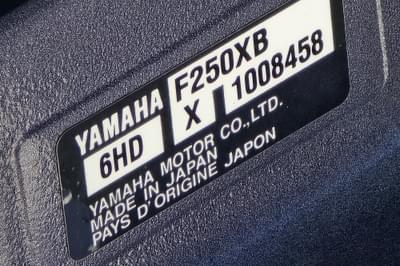 YAMAHA F250XB
6HD X 1008458
YAMAHA MOTOR CO.,LTD.
MADE IN JAPAN
PAYS D'ORIGINE JAPON